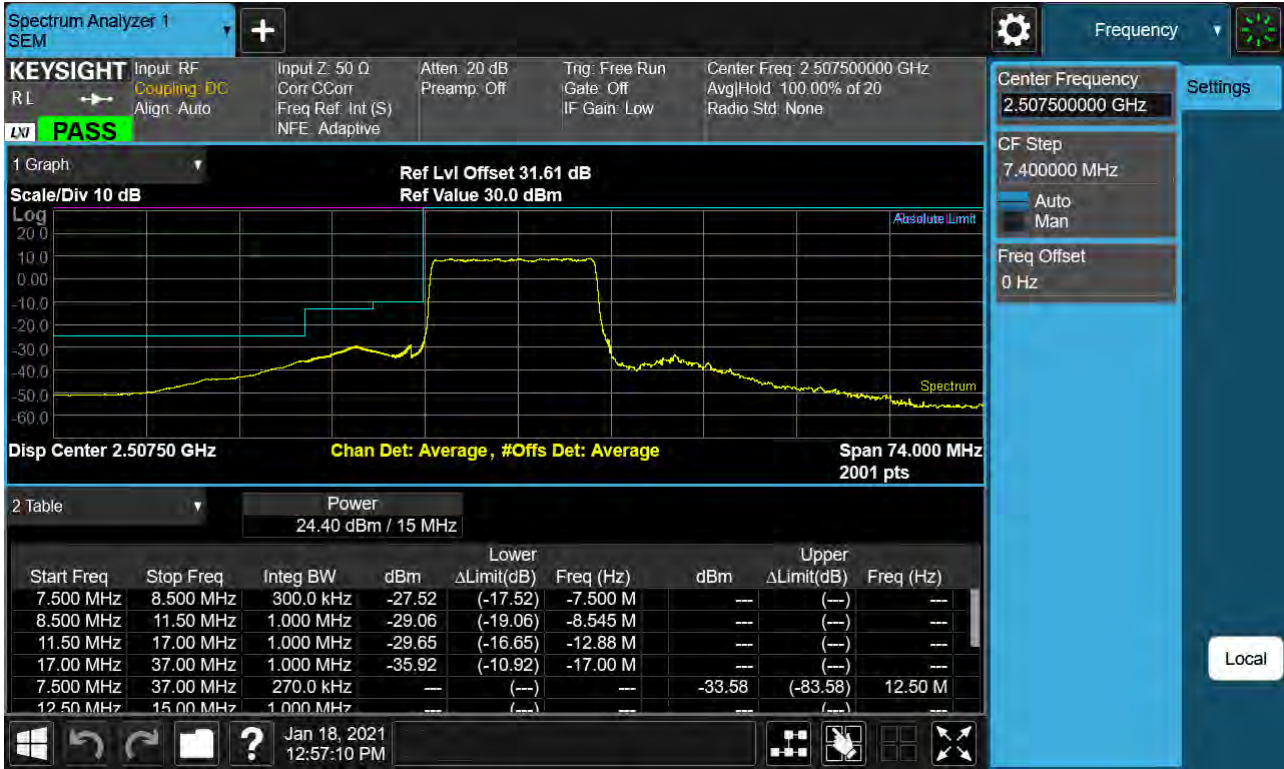 Spectrum Analyzer 1
SEM
Frequency
KEYSIGHT
R L
LXI
PASS
Input: RF
Coupling: DC
Align: Auto
Input Z: 50 Ω
Corr CCorr
Freq Ref: Int (S)
NFE: Adaptive
Atten: 20 dB
Preamp: Off
Trig: Free Run
Gate: Off
IF Gain: Low
Center Freq: 2.507500000 GHz
Avg|Hold: 100.00% of 20
Radio Std: None
Center Frequency
2.507500000 GHz
Settings
CF Step
7.400000 MHz
Auto
Man
Freq Offset
0 Hz
Local
1 Graph
Scale/Div 10 dB
Ref Lvl Offset 31.61 dB
Ref Value 30.0 dBm
Log
20.0
10.0
0.00
-10.0
-20.0
-30.0
-40.0
-50.0
-60.0
Absolute Limit
Spectrum
Disp Center 2.50750 GHz
Chan Det: Average, #Offs Det: Average
Span 74.000 MHz
2001 pts
2 Table
Power
24.40 dBm / 15 MHz
Lower Upper
Start Freq Stop Freq Integ BW dBm ΔLimit(dB) Freq (Hz) dBm ΔLimit(dB) Freq (Hz)
7.500 MHz 8.500 MHz 300.0 kHz -27.52 (-17.52) -7.500 M --- (---) ---
8.500 MHz 11.50 MHz 1.000 MHz -29.06 (-19.06) -8.545 M --- (---) ---
11.50 MHz 17.00 MHz 1.000 MHz -29.65 (-16.65) -12.88 M --- (---) ---
17.00 MHz 37.00 MHz 1.000 MHz -35.92 (-10.92) -17.00 M --- (---) ---
7.500 MHz 37.00 MHz 270.0 kHz --- (---) --- -33.58 (-83.58) 12.50 M
12.50 MHz 15.00 MHz 1.000 MHz --- (---) --- --- (---) ---
Jan 18, 2021
12:57:10 PM